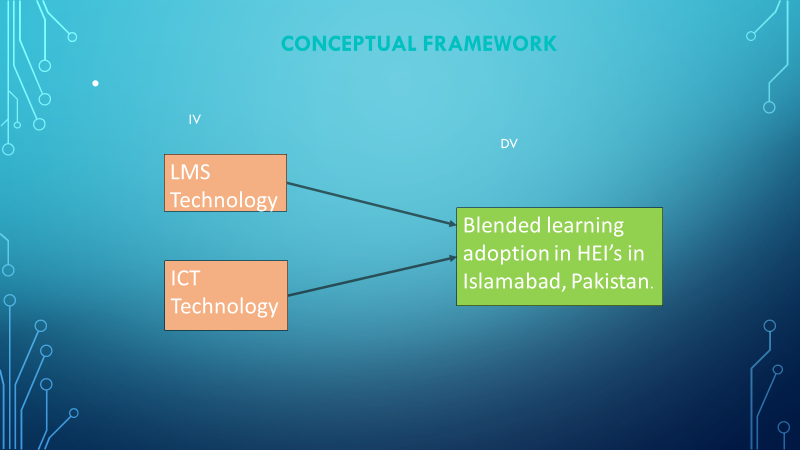 CONCEPTUAL FRAMEWORK
•
IV
DV
LMS
Technology
Blended learning
adoption in HEI’s in
Islamabad, Pakistan.
ICT
Technology